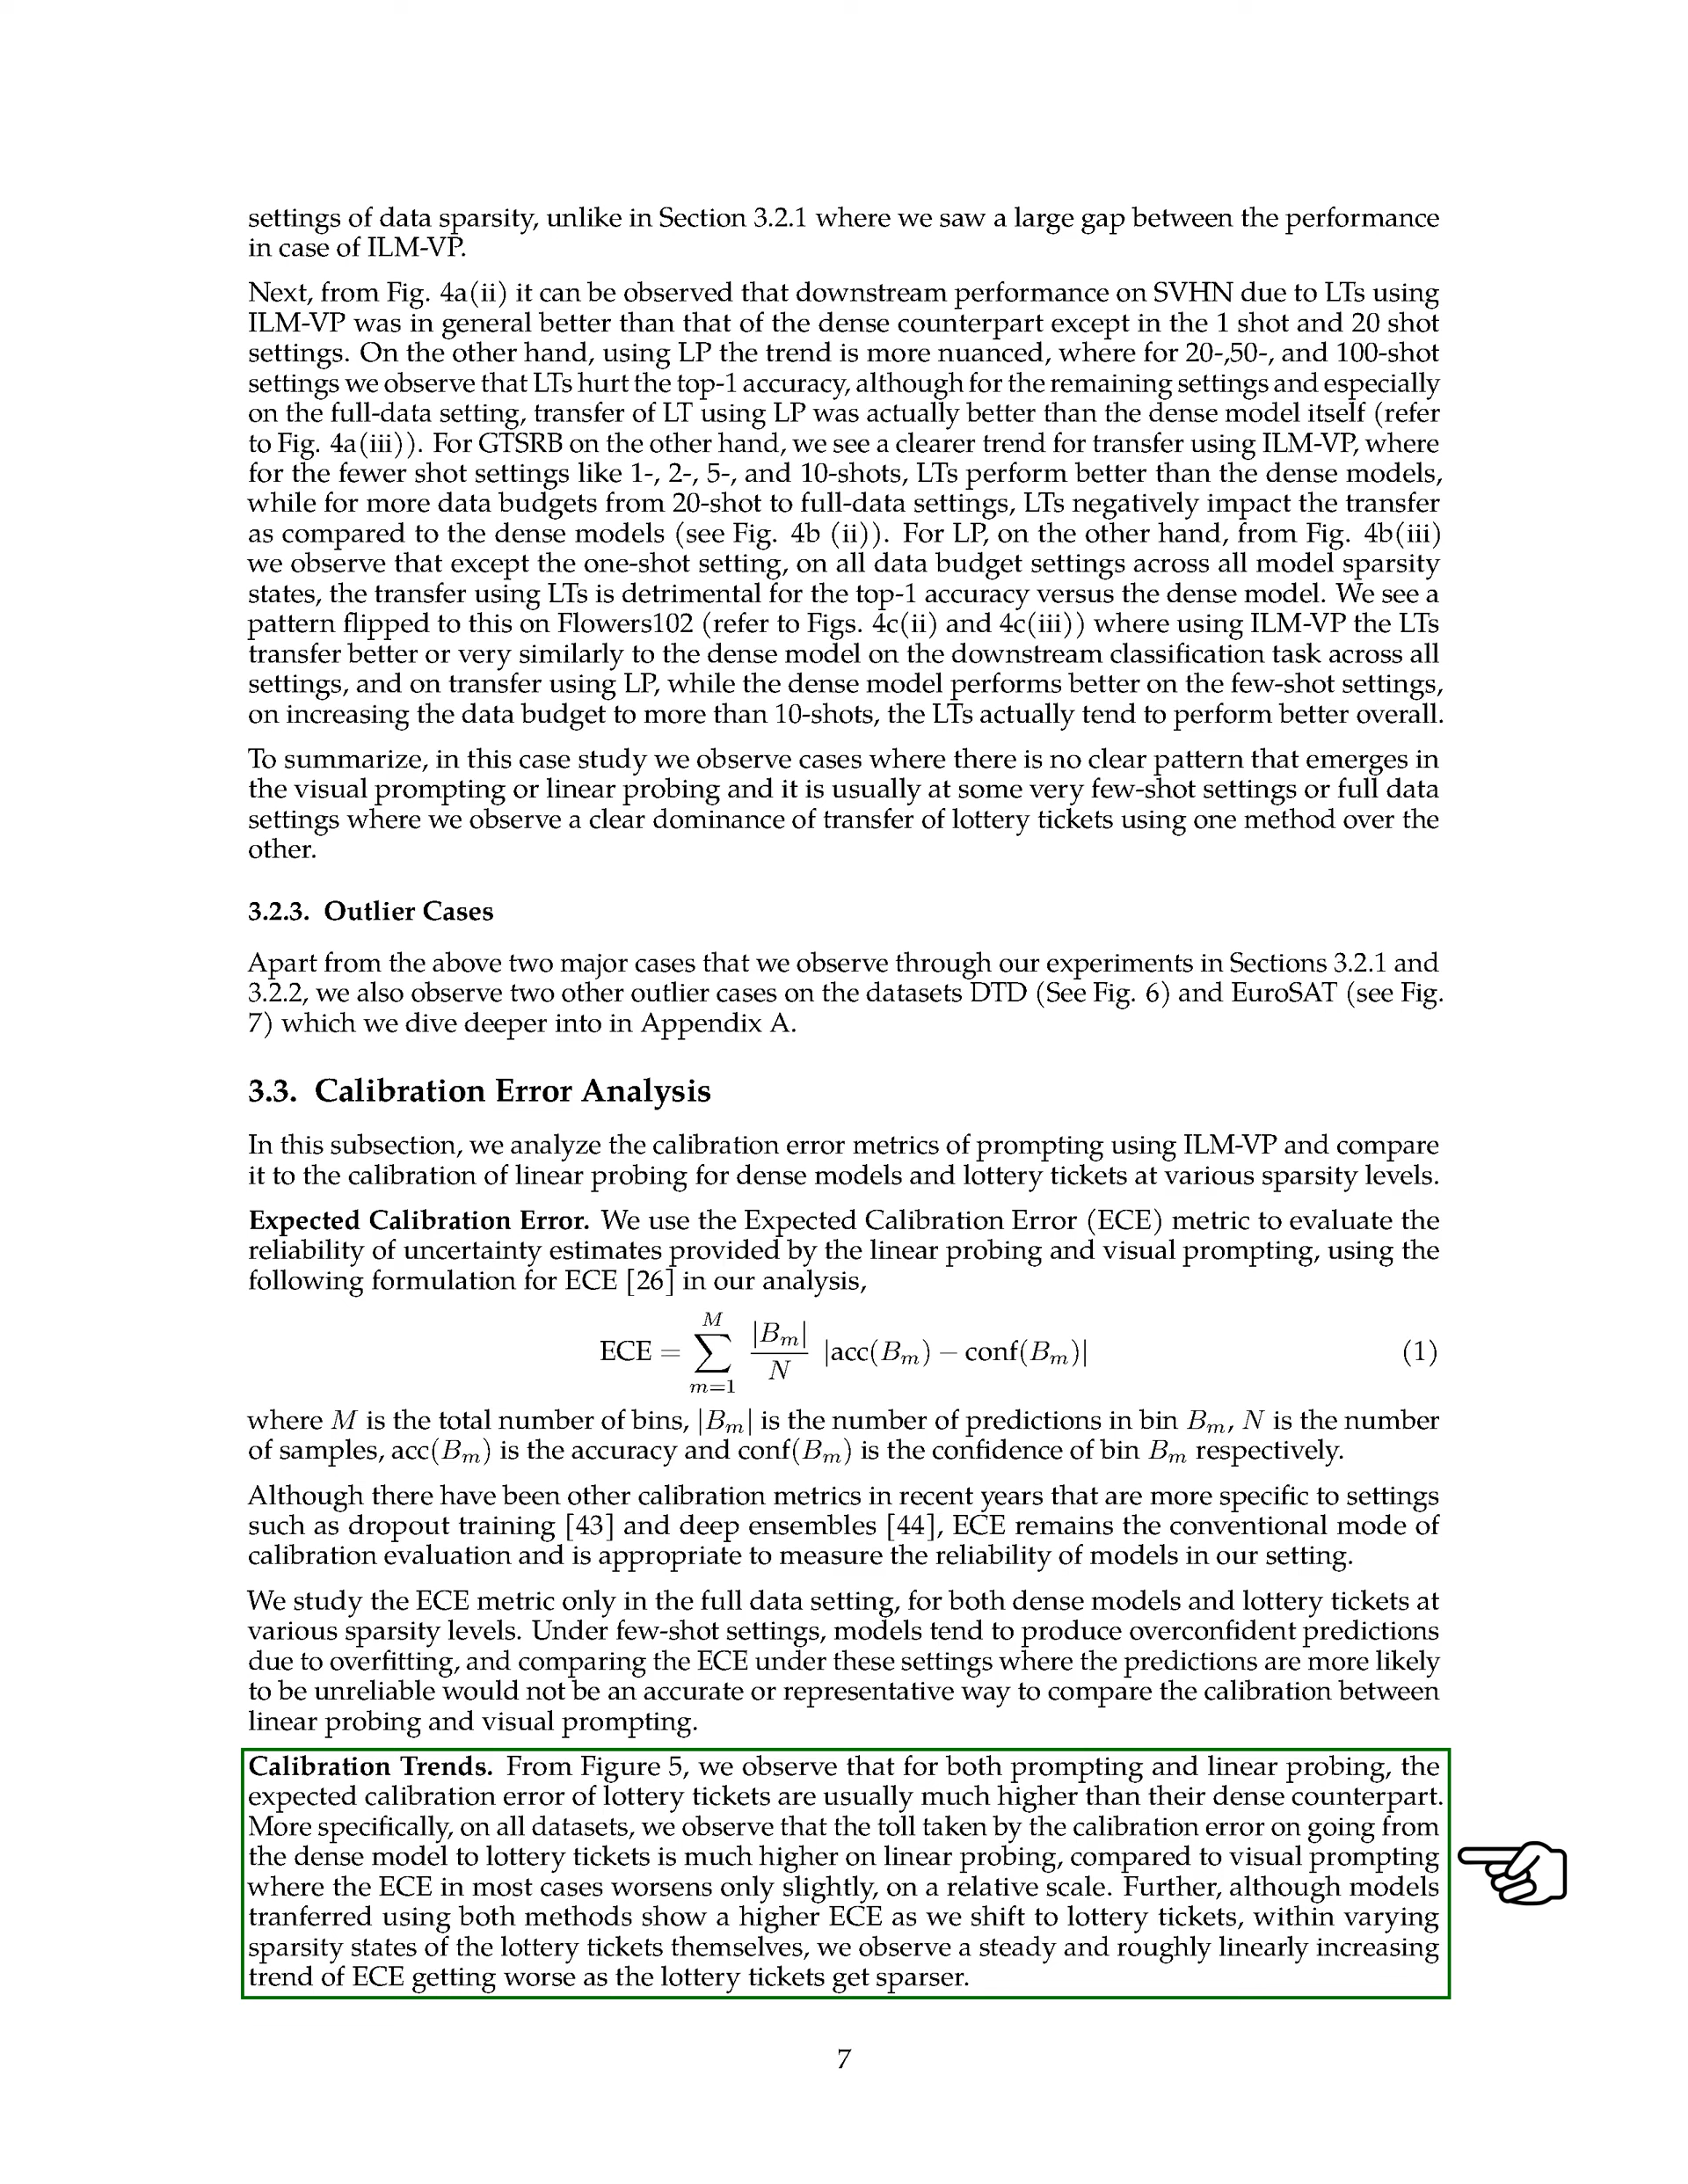 settings of data sparsity, unlike in Section 3.2.1 where we saw a large gap between the performance
in case of ILM-VP.
Next, from Fig. 4a(ii) it can be observed that downstream performance on SVHN due to LTs using
ILM-VP was in general better than that of the dense counterpart except in the 1 shot and 20 shot
settings. On the other hand, using LP the trend is more nuanced, where for 20-,50-, and 100-shot
settings we observe that LTs hurt the top-1 accuracy, although for the remaining settings and especially
on the full-data setting, transfer of LT using LP was actually better than the dense model itself (refer
to Fig. 4a(iii)). For GTSRB on the other hand, we see a clearer trend for transfer using ILM-VP, where
for the fewer shot settings like 1-, 2-, 5-, and 10-shots, LTs perform better than the dense models,
while for more data budgets from 20-shot to full-data settings, LTs negatively impact the transfer
as compared to the dense models (see Fig. 4b (ii)). For LP, on the other hand, from Fig. 4b(iii)
we observe that except the one-shot setting, on all data budget settings across all model sparsity
states, the transfer using LTs is detrimental for the top-1 accuracy versus the dense model. We see a
pattern flipped to this on Flowers102 (refer to Figs. 4c(ii) and 4c(iii)) where using ILM-VP the LTs
transfer better or very similarly to the dense model on the downstream classification task across all
settings, and on transfer using LP, while the dense model performs better on the few-shot settings,
on increasing the data budget to more than 10-shots, the LTs actually tend to perform better overall.
To summarize, in this case study we observe cases where there is no clear pattern that emerges in
the visual prompting or linear probing and it is usually at some very few-shot settings or full data
settings where we observe a clear dominance of transfer of lottery tickets using one method over the
other.
3.2.3. Outlier Cases
Apart from the above two major cases that we observe through our experiments in Sections 3.2.1 and
3.2.2, we also observe two other outlier cases on the datasets DTD (See Fig. 6) and EuroSAT (see Fig.
7) which we dive deeper into in Appendix A.
3.3. Calibration Error Analysis
In this subsection, we analyze the calibration error metrics of prompting using ILM-VP and compare
it to the calibration of linear probing for dense models and lottery tickets at various sparsity levels.
Expected Calibration Error. We use the Expected Calibration Error (ECE) metric to evaluate the
reliability of uncertainty estimates provided by the linear probing and visual prompting, using the
following formulation for ECE [26] in our analysis,
ECE = ∑_{m=1}^{M} |B_m|/N |acc(B_m) − conf(B_m)| (1)
where M is the total number of bins, |B_m| is the number of predictions in bin B_m, N is the number
of samples, acc(B_m) is the accuracy and conf(B_m) is the confidence of bin B_m respectively.
Although there have been other calibration metrics in recent years that are more specific to settings
such as dropout training [43] and deep ensembles [44], ECE remains the conventional mode of
calibration evaluation and is appropriate to measure the reliability of models in our setting.
We study the ECE metric only in the full data setting, for both dense models and lottery tickets at
various sparsity levels. Under few-shot settings, models tend to produce overconfident predictions
due to overfitting, and comparing the ECE under these settings where the predictions are more likely
to be unreliable would not be an accurate or representative way to compare the calibration between
linear probing and visual prompting.
Calibration Trends. From Figure 5, we observe that for both prompting and linear probing, the
expected calibration error of lottery tickets are usually much higher than their dense counterpart.
More specifically, on all datasets, we observe that the toll taken by the calibration error on going from
the dense model to lottery tickets is much higher on linear probing, compared to visual prompting
where the ECE in most cases worsens only slightly, on a relative scale. Further, although models
tranferred using both methods show a higher ECE as we shift to lottery tickets, within varying
sparsity states of the lottery tickets themselves, we observe a steady and roughly linearly increasing
trend of ECE getting worse as the lottery tickets get sparser.
7